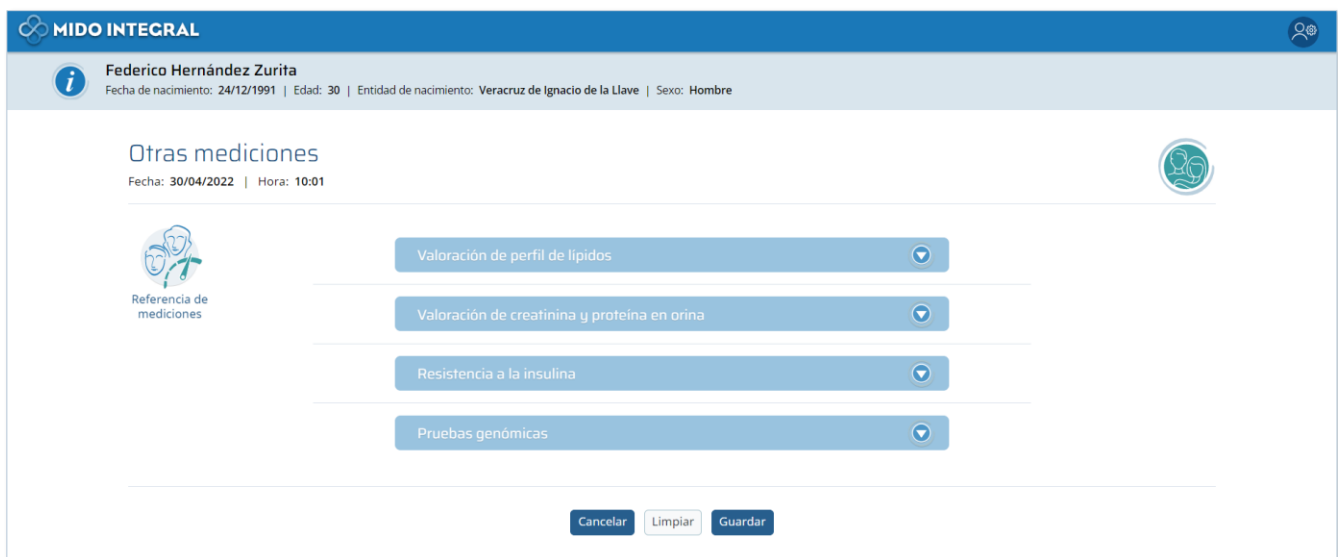 MIDO INTEGRAL
Federico Hernández Zurita
Fecha de nacimiento: 24/12/1991 | Edad: 30 | Entidad de nacimiento: Veracruz de Ignacio de la Llave | Sexo: Hombre
Otras mediciones
Fecha: 30/04/2022 | Hora: 10:01
Referencia de
mediciones
Valoración de perfil de lípidos
Valoración de creatinina y proteína en orina
Resistencia a la insulina
Pruebas genómicas
Cancelar Limpiar Guardar